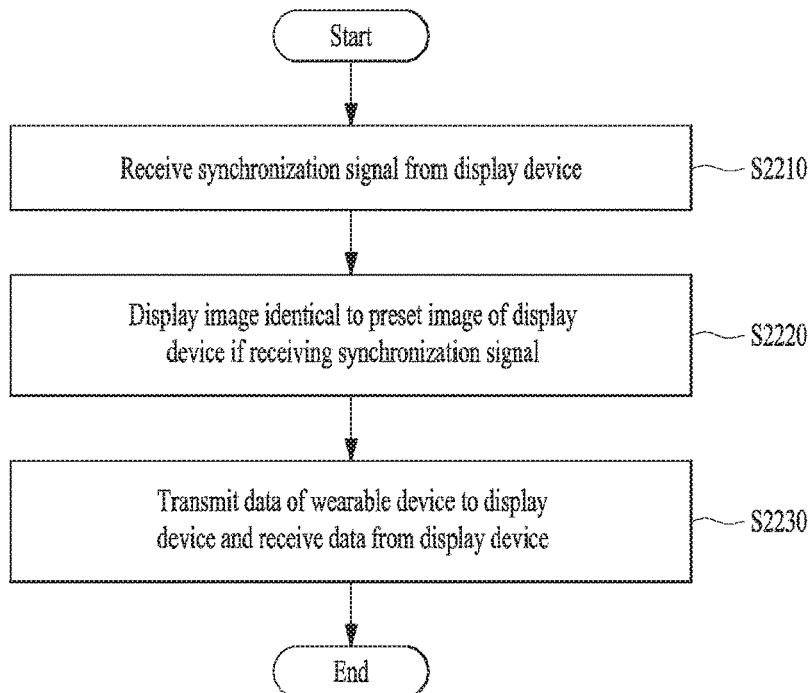 Start
Receive synchronization signal from display device
S2210
Display image identical to preset image of display
device if receiving synchronization signal
S2220
Transmit data of wearable device to display
device and receive data from display device
S2230
End